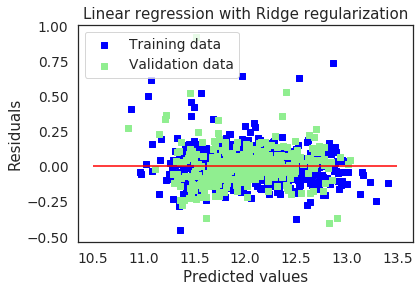 Linear regression with Ridge regularization
1.00
0.75
0.50
0.25
0.00
−0.25
−0.50
Residuals
Training data
Validation data
10.5 11.0 11.5 12.0 12.5 13.0 13.5
Predicted values